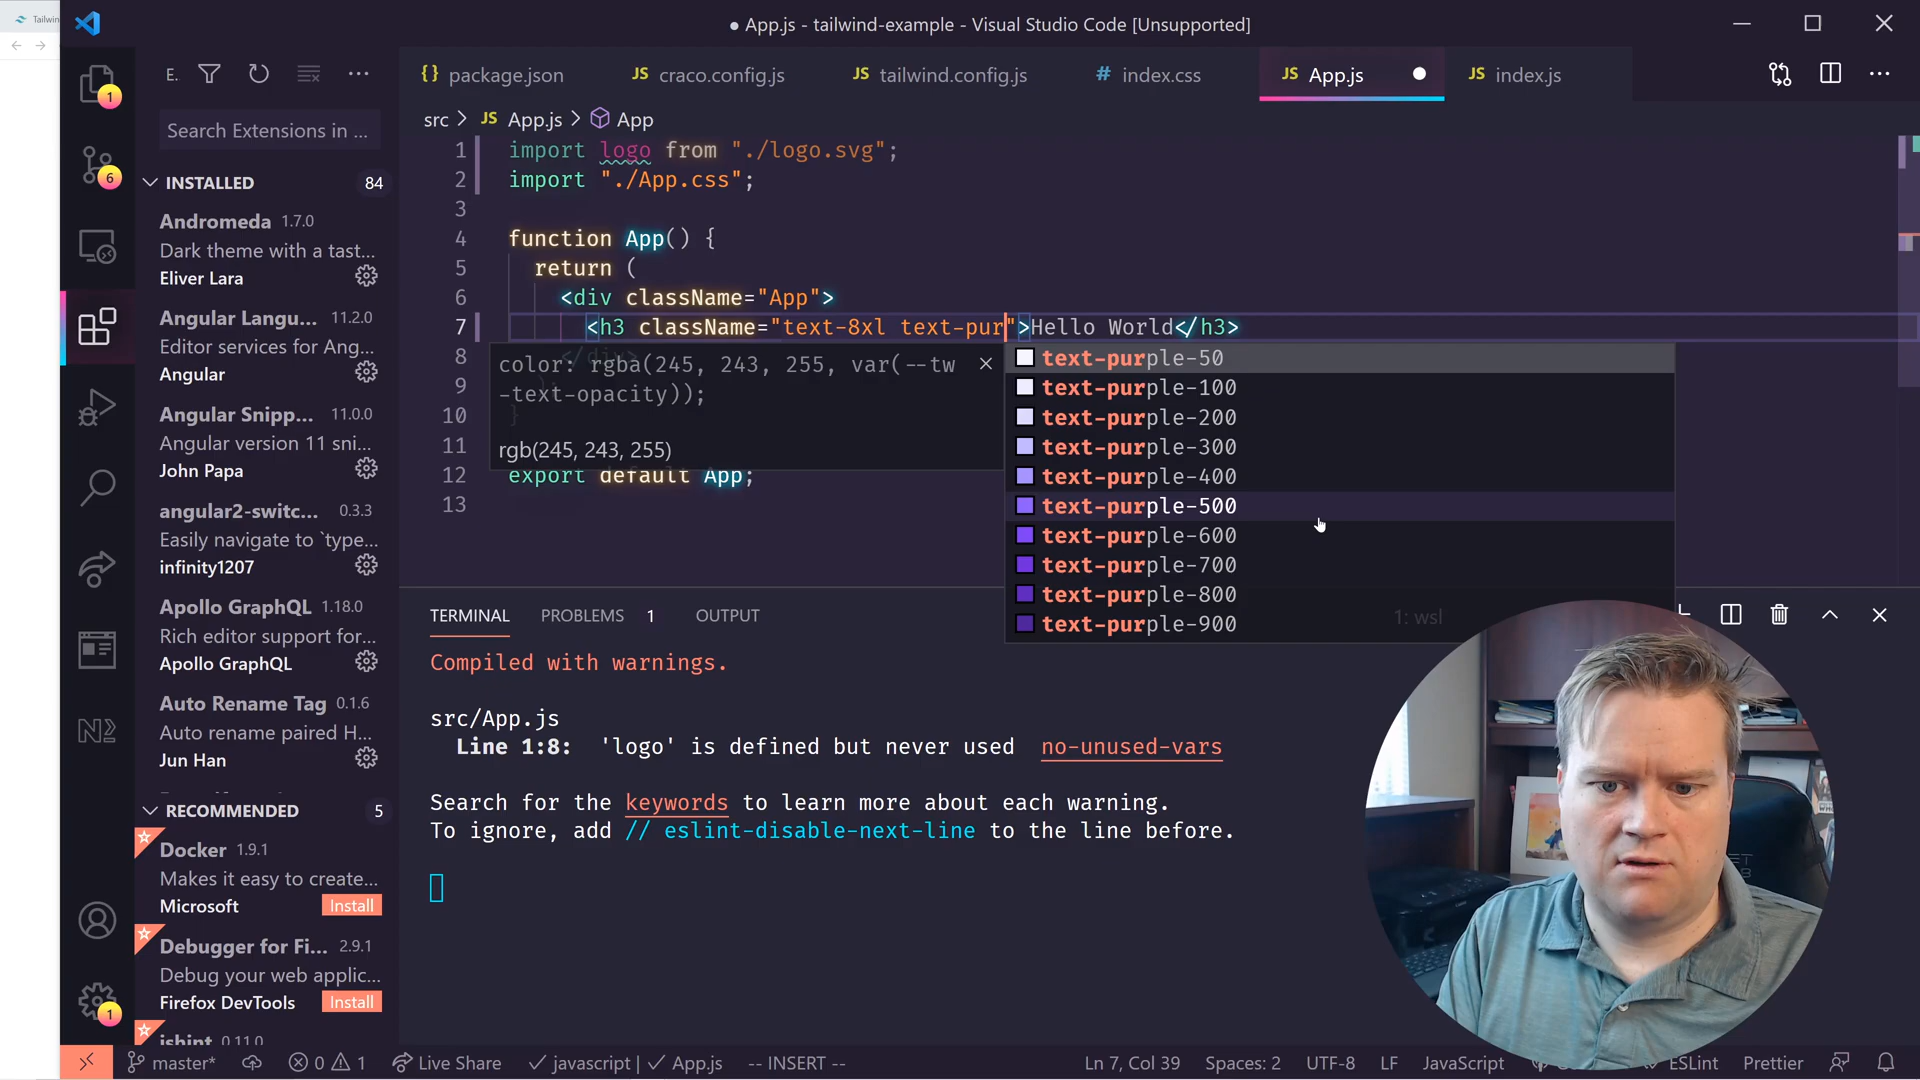 Tailwind
App.js - tailwind-example - Visual Studio Code [Unsupported]
E.
Search Extensions in ...
INSTALLED 84
Andromeda 1.7.0
Dark theme with a tast...
Eliver Lara
Angular Langu... 11.2.0
Editor services for Ang...
Angular
Angular Snipp... 11.0.0
Angular version 11 sni...
John Papa
angular2-switc... 0.3.3
Easily navigate to `type...
infinity1207
Apollo GraphQL 1.18.0
Rich editor support for...
Apollo GraphQL
Auto Rename Tag 0.1.6
Auto rename paired H...
Jun Han
RECOMMENDED 5
Docker 1.9.1
Makes it easy to create...
Microsoft Install
Debugger for Fi... 2.9.1
Debug your web applic...
Firefox DevTools Install
jshint 0.11.0
1
6
1
{} package.json JS craco.config.js JS tailwind.config.js # index.css JS App.js JS index.js
src > JS App.js > App
1 import logo from "./logo.svg";
2 import "./App.css";
3
4 function App() {
5 return (
6 <div className="App">
7 <h3 className="text-8xl text-pur">Hello World</h3>
8 </div>
9
10 }
11
12 export default App;
13
color: rgba(245, 243, 255, var(--tw
-text-opacity));
rgb(245, 243, 255)
text-purple-50
text-purple-100
text-purple-200
text-purple-300
text-purple-400
text-purple-500
text-purple-600
text-purple-700
text-purple-800
text-purple-900
TERMINAL PROBLEMS 1 OUTPUT 1: wsl
Compiled with warnings.
src/App.js
Line 1:8: 'logo' is defined but never used no-unused-vars
Search for the keywords to learn more about each warning.
To ignore, add // eslint-disable-next-line to the line before.
master* 0 1 Live Share javascript | App.js -- INSERT -- Ln 7, Col 39 Spaces: 2 UTF-8 LF JavaScript ESLint Prettier